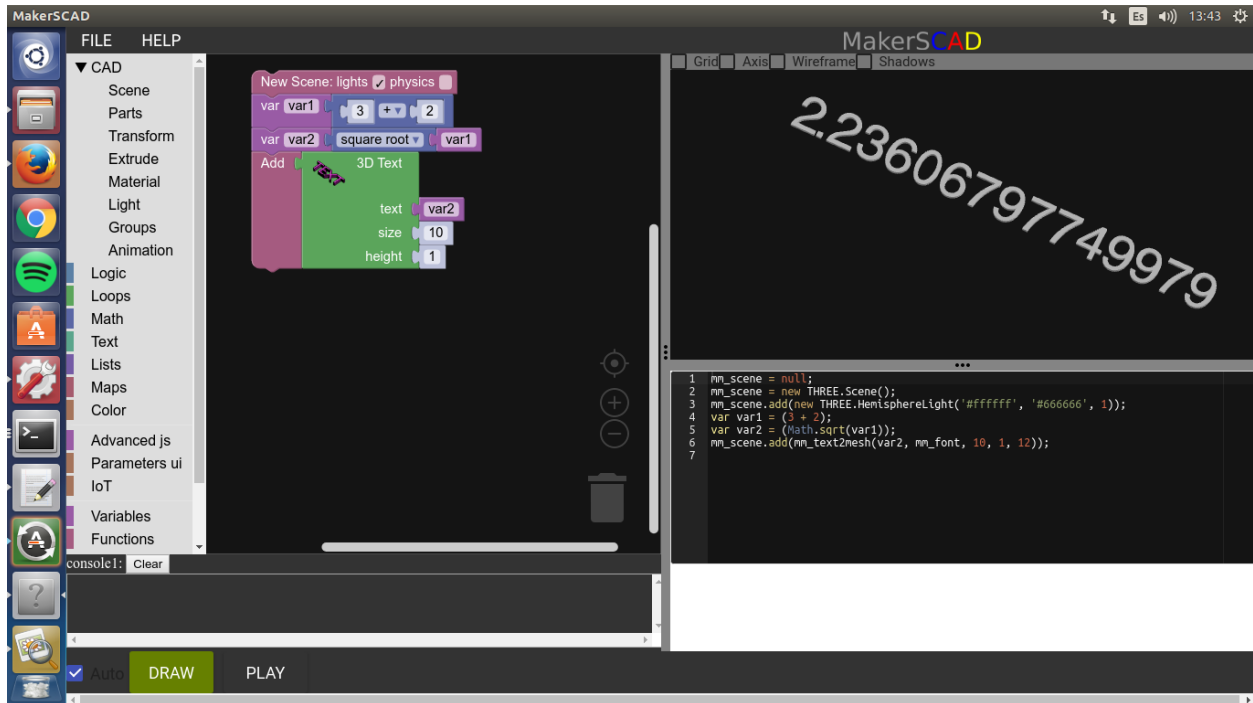 MakerSCAD
Es
13:43
FILE HELP
MakerSCAD
CAD
Scene
Parts
Transform
Extrude
Material
Light
Groups
Animation
Logic
Loops
Math
Text
Lists
Maps
Color
Advanced js
Parameters ui
IoT
Variables
Functions
New Scene: lights physics
var var1 3 + 2
var var2 square root var1
Add TEXT 3D Text
text var2
size 10
height 1
Grid Axis Wireframe Shadows
2.23606797749979
1 mm_scene = null;
2 mm_scene = new THREE.Scene();
3 mm_scene.add(new THREE.HemisphereLight('#ffffff', '#666666', 1));
4 var var1 = (3 + 2);
5 var var2 = (Math.sqrt(var1));
6 mm_scene.add(mm_text2mesh(var2, mm_font, 10, 1, 12));
7
console1: Clear
Auto DRAW PLAY